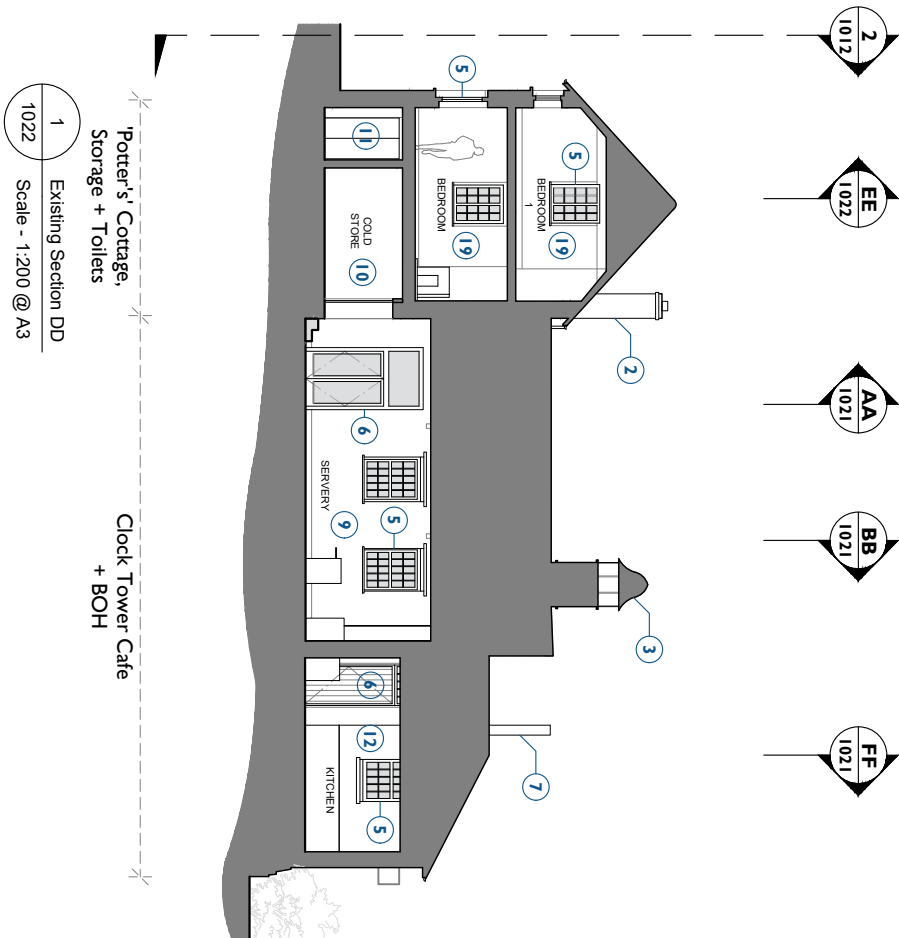 2
1012
EE
1022
AA
1021
BB
1021
FF
1021
5
5
BEDROOM
1
19
BEDROOM
19
11
COLD
STORE
10
2
3
7
6
SERVERY
9
5
6
12
KITCHEN
5
'Potter's' Cottage,
Storage + Toilets
Clock Tower Cafe
+ BOH
1
1022
Existing Section DD
Scale - 1:200 @ A3